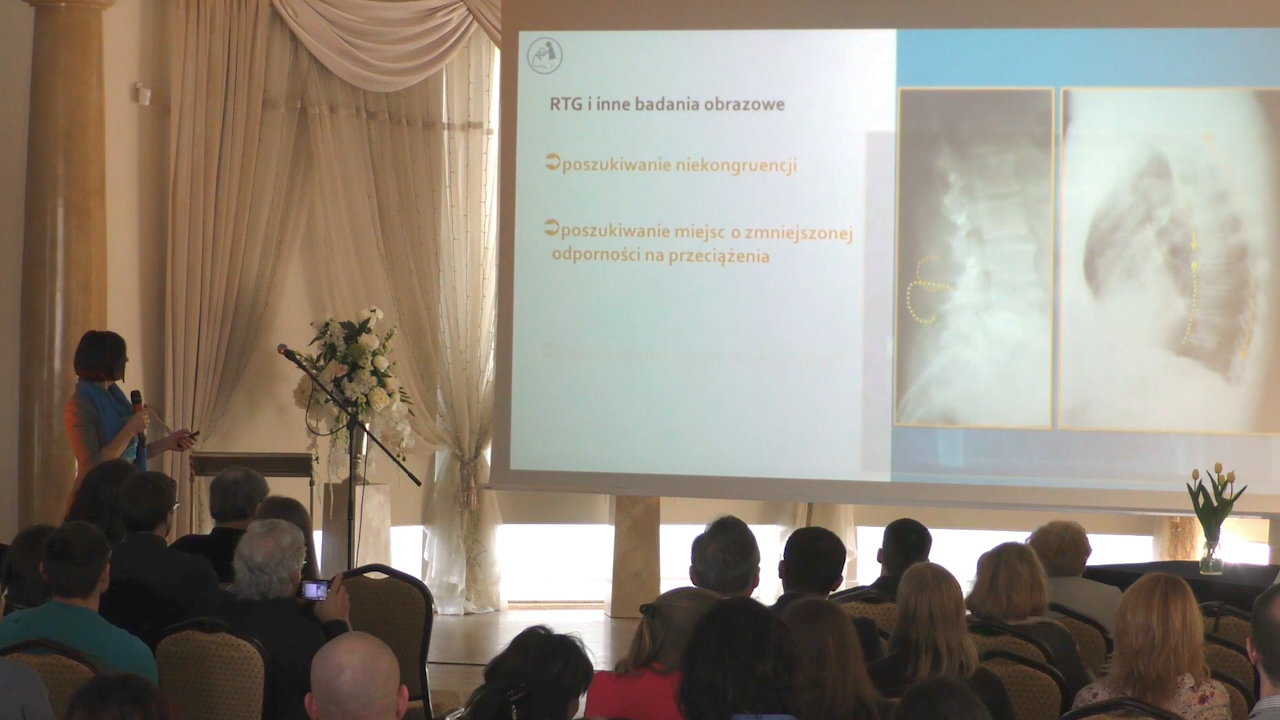 RTG i inne badania obrazowe
➲poszukiwanie niekongruencji
➲poszukiwanie miejsc o zmniejszonej
odporności na przeciążenia